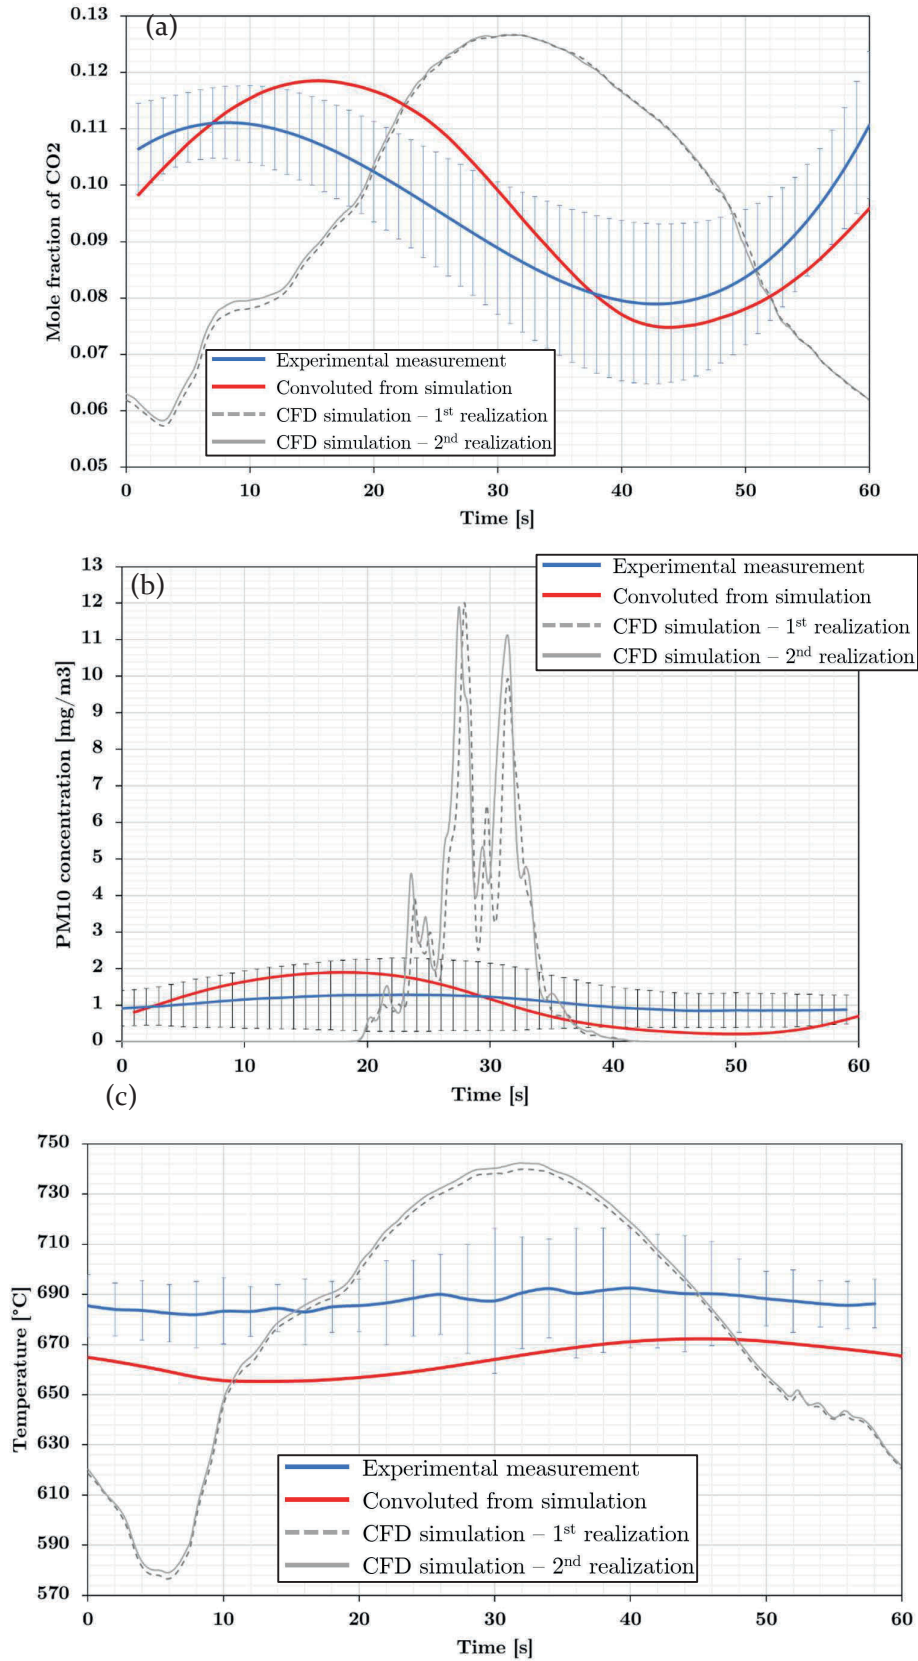 (a)
0.13
0.12
0.11
0.10
0.09
0.08
0.07
0.06
0.05
Mole fraction of CO2
Experimental measurement
Convoluted from simulation
CFD simulation – 1st realization
CFD simulation – 2nd realization
0 10 20 30 40 50 60
Time [s]
(b)
13
12
11
10
9
8
7
6
5
4
3
2
1
0
PM10 concentration [mg/m3]
Experimental measurement
Convoluted from simulation
CFD simulation – 1st realization
CFD simulation – 2nd realization
0 10 20 30 40 50 60
Time [s]
(c)
750
730
710
690
670
650
630
610
590
570
Temperature [°C]
Experimental measurement
Convoluted from simulation
CFD simulation – 1st realization
CFD simulation – 2nd realization
0 10 20 30 40 50 60
Time [s]